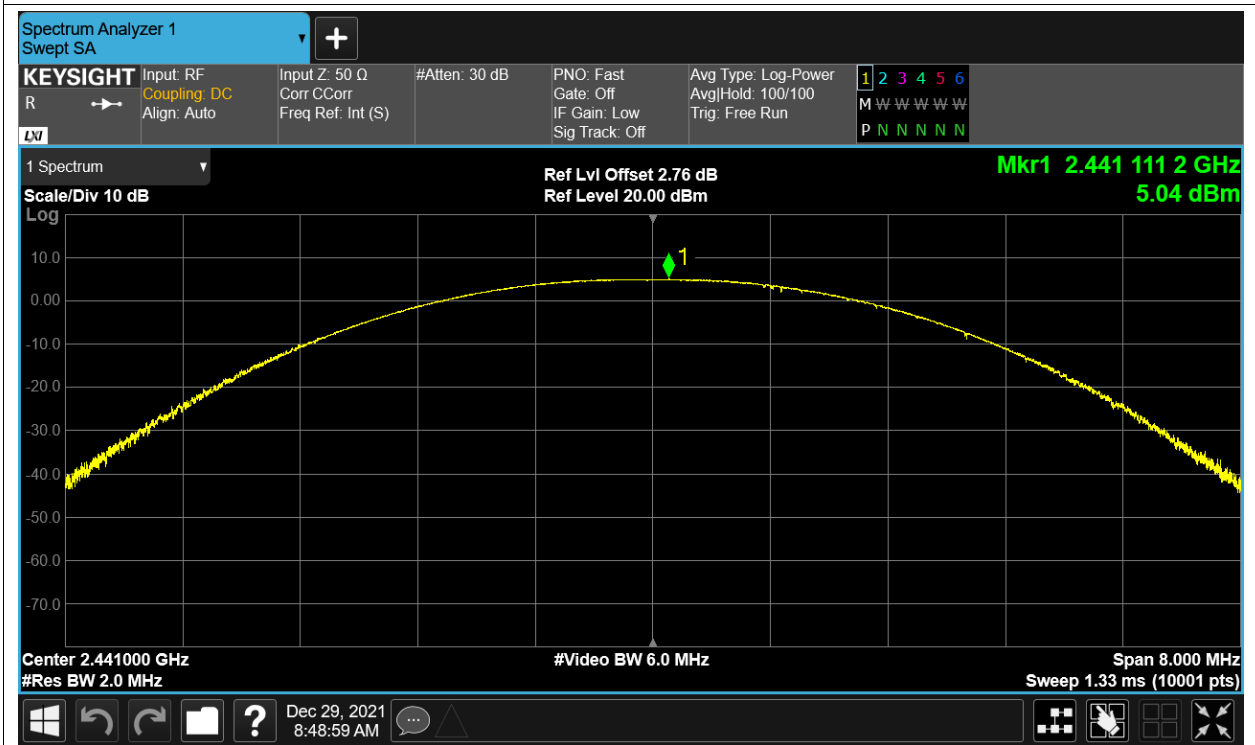 Spectrum Analyzer 1
Swept SA
KEYSIGHT
R
LXI
Input: RF
Coupling: DC
Align: Auto
Input Z: 50 Ω
Corr CCorr
Freq Ref: Int (S)
#Atten: 30 dB
PNO: Fast
Gate: Off
IF Gain: Low
Sig Track: Off
Avg Type: Log-Power
Avg|Hold: 100/100
Trig: Free Run
1 2 3 4 5 6
M W W W W W W
P N N N N N N
1 Spectrum
Scale/Div 10 dB
Log
Ref Lvl Offset 2.76 dB
Ref Level 20.00 dBm
Mkr1 2.441 111 2 GHz
5.04 dBm
1
10.0
0.00
-10.0
-20.0
-30.0
-40.0
-50.0
-60.0
-70.0
Center 2.441000 GHz
#Res BW 2.0 MHz
#Video BW 6.0 MHz
Span 8.000 MHz
Sweep 1.33 ms (10001 pts)
?
Dec 29, 2021
8:48:59 AM